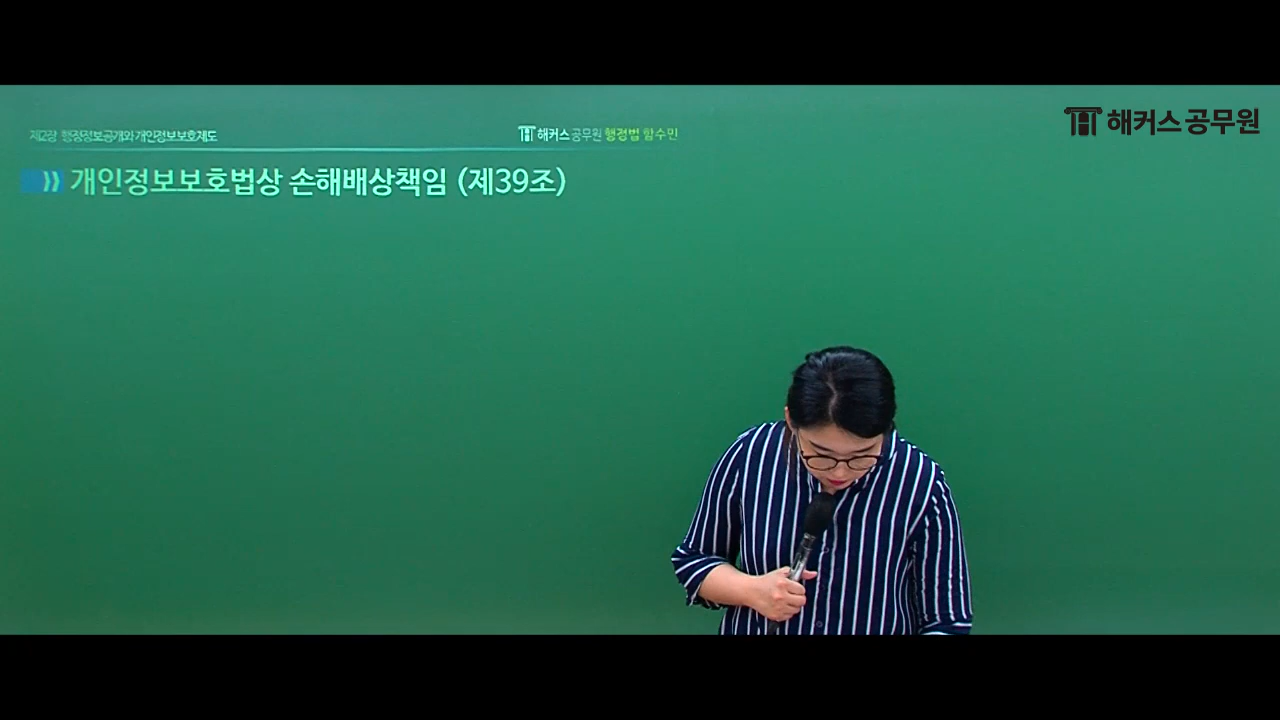 제2장 행정정보공개와 개인정보보호제도
해커스공무원 행정법 함수민
해커스공무원
개인정보보호법상 손해배상책임 (제39조)